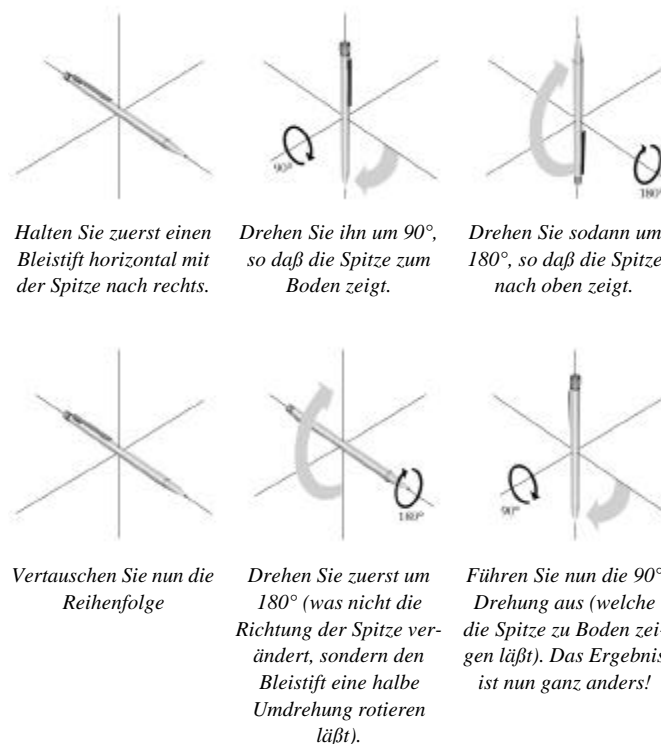 90°
180°
Halten Sie zuerst einen
Bleistift horizontal mit
der Spitze nach rechts.
Drehen Sie ihn um 90°,
so daß die Spitze zum
Boden zeigt.
Drehen Sie sodann um
180°, so daß die Spitze
nach oben zeigt.
180°
90°
Vertauschen Sie nun die
Reihenfolge
Drehen Sie zuerst um
180° (was nicht die
Richtung der Spitze ver-
ändert, sondern den
Bleistift eine halbe
Umdrehung rotieren
läßt).
Führen Sie nun die 90°
Drehung aus (welche
die Spitze zu Boden zei-
gen läßt). Das Ergebnis
ist nun ganz anders!